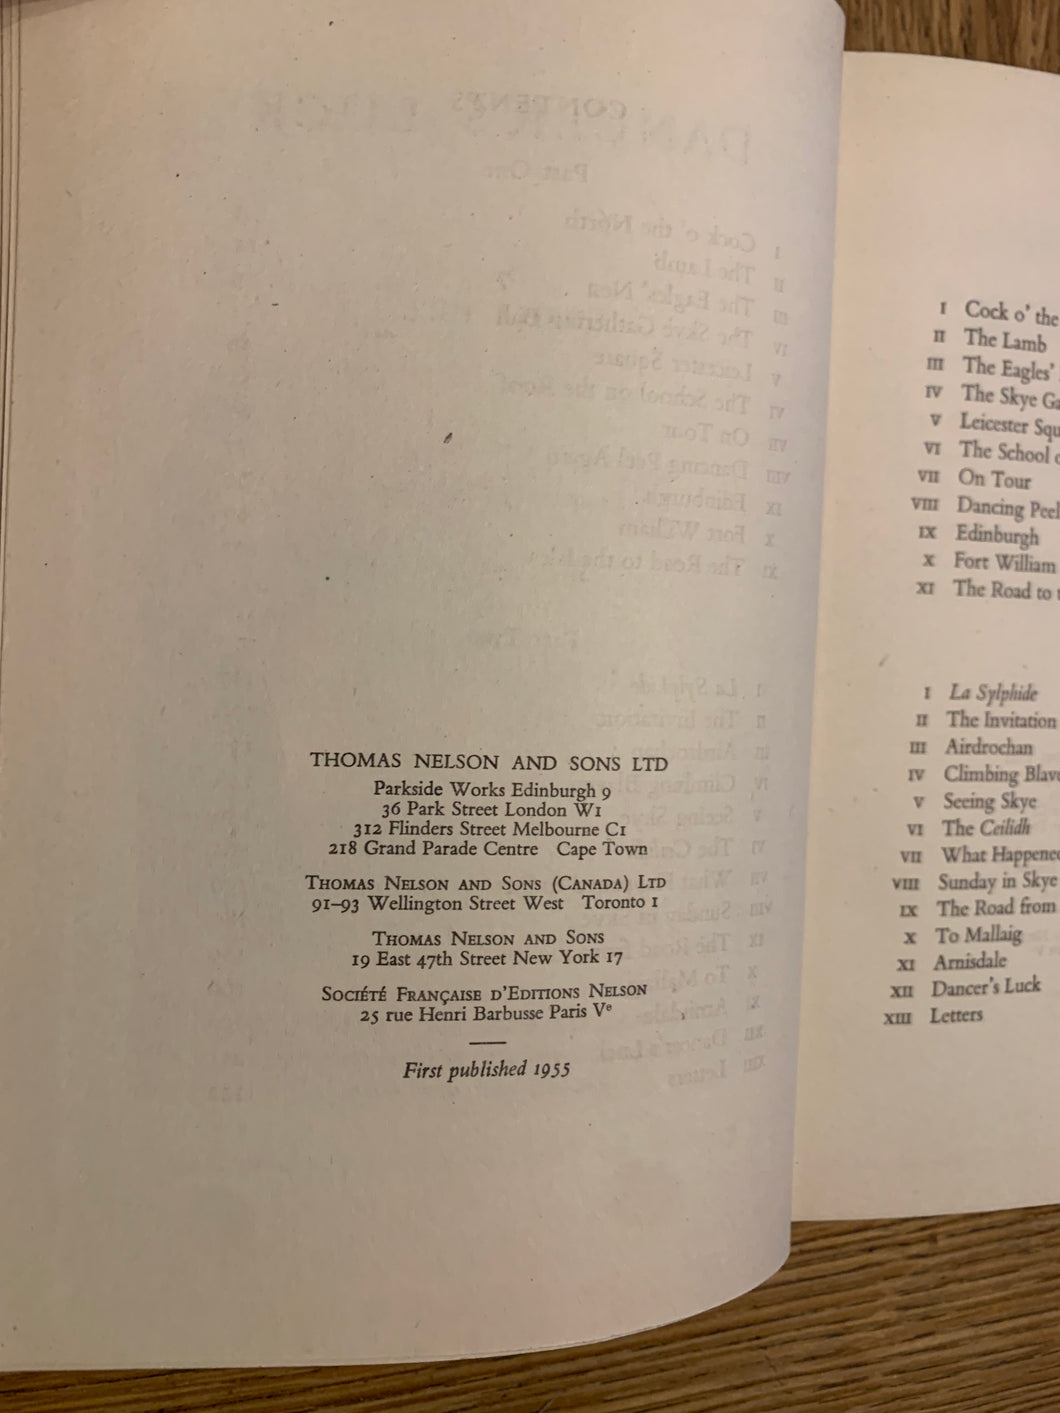 THOMAS NELSON AND SONS LTD
Parkside Works Edinburgh 9
36 Park Street London W1
312 Flinders Street Melbourne C1
218 Grand Parade Centre Cape Town
THOMAS NELSON AND SONS (CANADA) LTD
91–93 Wellington Street West Toronto 1
THOMAS NELSON AND SONS
19 East 47th Street New York 17
SOCIÉTÉ FRANÇAISE D'EDITIONS NELSON
25 rue Henri Barbusse Paris Ve
First published 1955
I Cock o' the
II The Lamb
III The Eagles'
IV The Skye
V Leicester
VI The School
VII On Tour
VIII Dancing Peel
IX Edinburgh
X Fort William
XI The Road to
I La Sylphide
II The Invitation
III Airdrochan
IV Climbing
V Seeing Skye
VI The Ceilidh
VII What
VIII Sunday in Skye
IX The Road from
X To Mallaig
XI Arnisdale
XII Dancer's Luck
XIII Letters